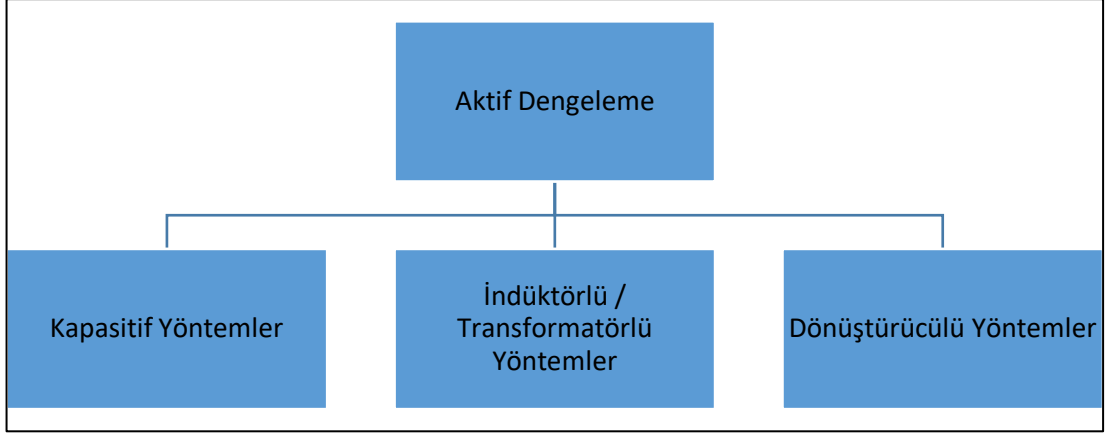 Aktif Dengeleme
Kapasitif Yöntemler
İndüktörlü /
Transformatörlü
Yöntemler
Dönüştürücülü Yöntemler